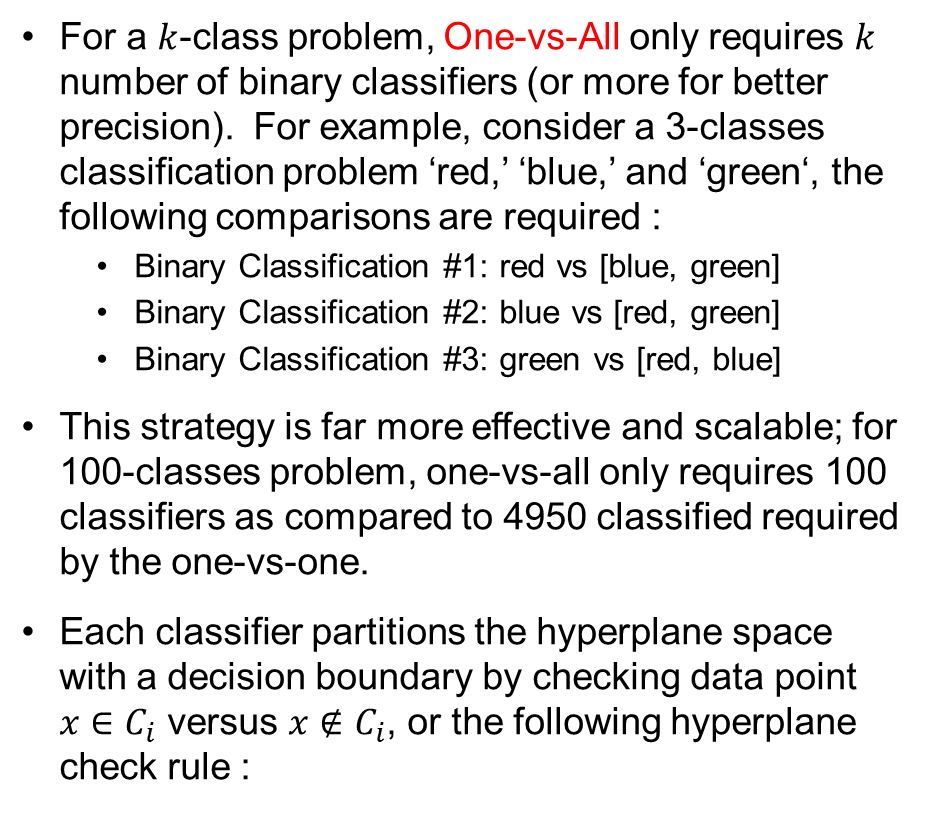 • For a 𝑘-class problem, One-vs-All only requires 𝑘
number of binary classifiers (or more for better
precision).  For example, consider a 3-classes
classification problem ‘red,’ ‘blue,’ and ‘green‘, the
following comparisons are required :
• Binary Classification #1: red vs [blue, green]
• Binary Classification #2: blue vs [red, green]
• Binary Classification #3: green vs [red, blue]
• This strategy is far more effective and scalable; for
100-classes problem, one-vs-all only requires 100
classifiers as compared to 4950 classified required
by the one-vs-one.
• Each classifier partitions the hyperplane space
with a decision boundary by checking data point
𝑥 ∈ 𝐶ᵢ versus 𝑥 ∉ 𝐶ᵢ, or the following hyperplane
check rule :